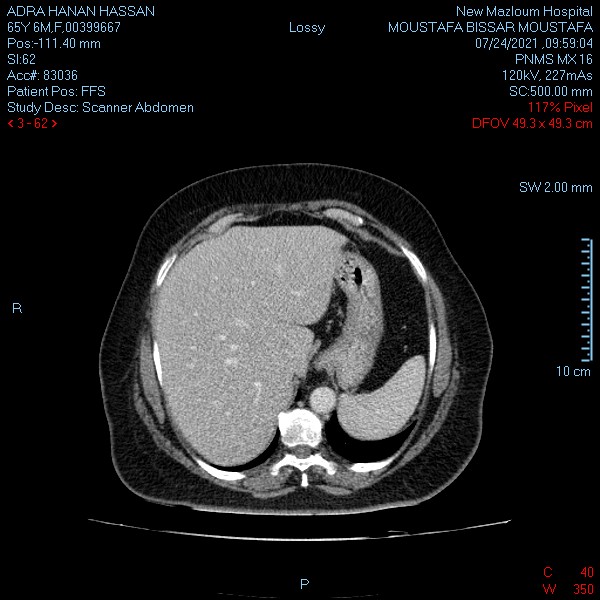 ADRA HANAN HASSAN
65Y 6M,F,00399667
Pos:-111.40 mm
SI:62
Acc#: 83036
Patient Pos: FFS
Study Desc: Scanner Abdomen
< 3 - 62 >
Lossy
New Mazloum Hospital
MOUSTAFA BISSAR MOUSTAFA
07/24/2021 ,09:59:04
PNMS MX 16
120kV, 227mAs
SC:500.00 mm
117% Pixel
DFOV 49.3 x 49.3 cm
SW 2.00 mm
R
10 cm
P
C 40
W 350